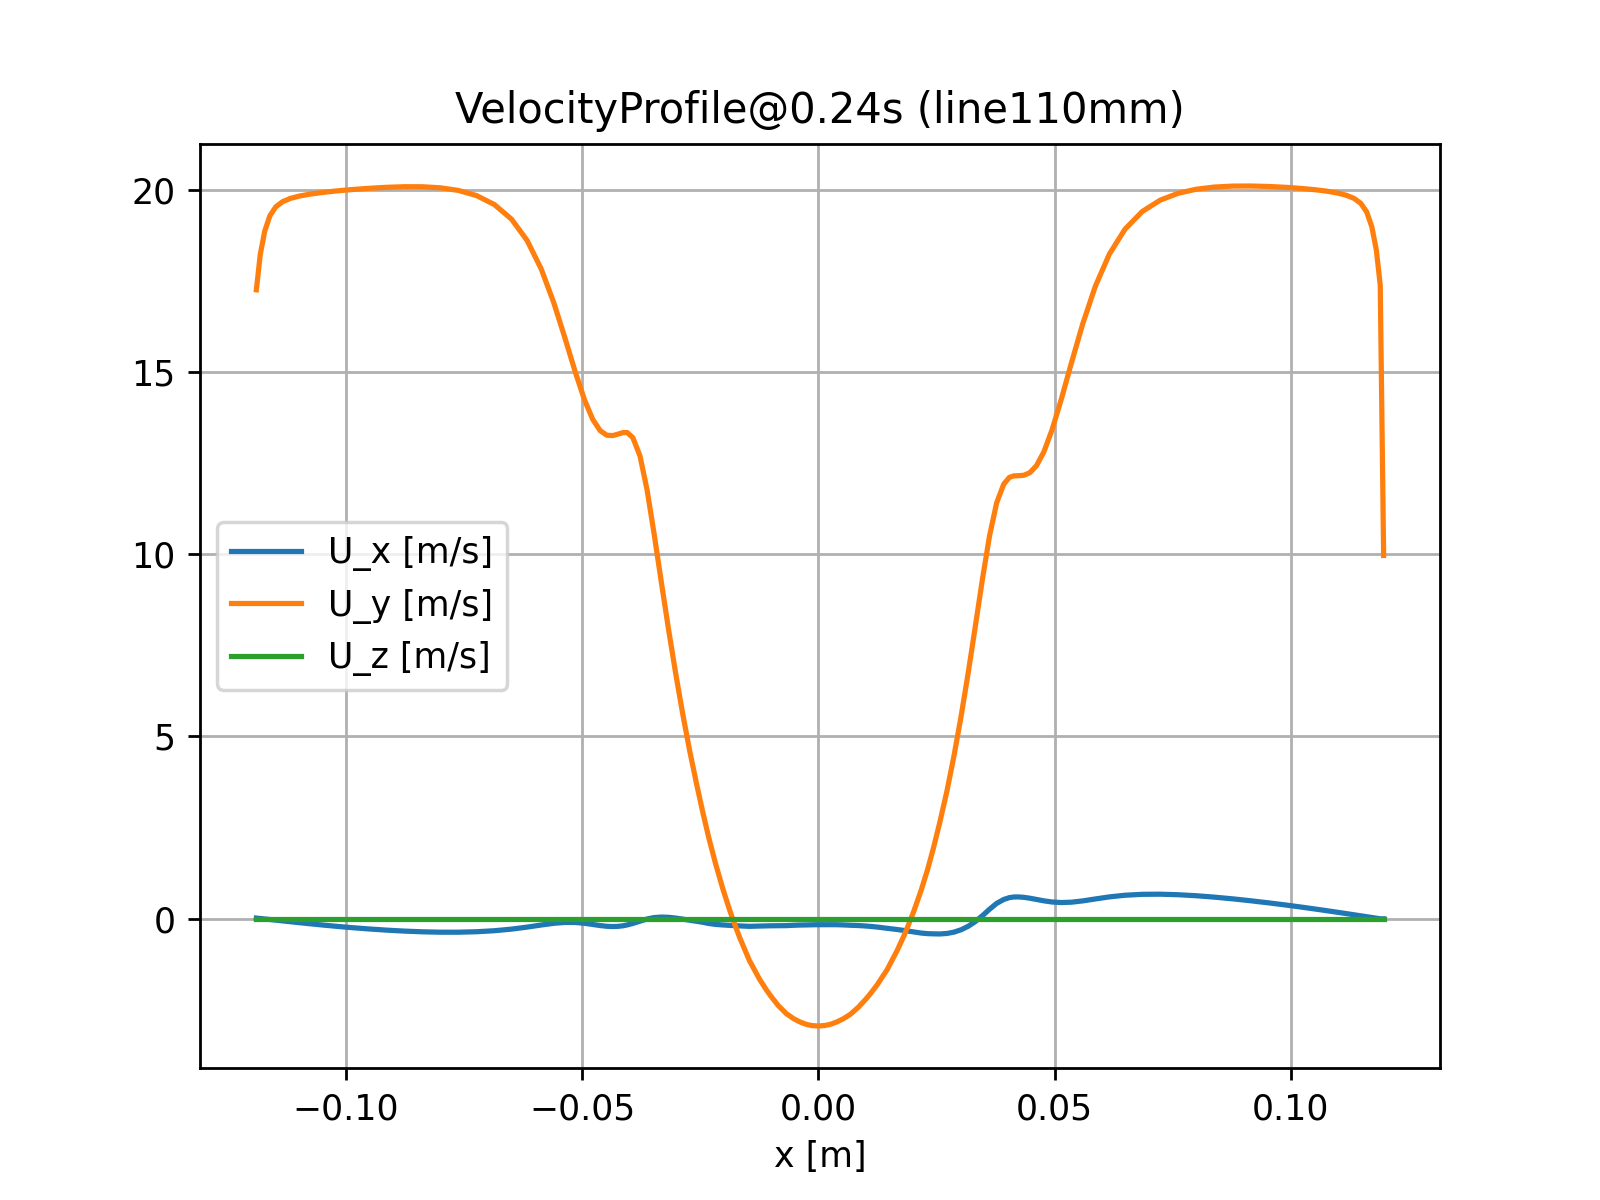 VelocityProfile@0.24s (line110mm)
20
15
10
5
0
U_x [m/s]
U_y [m/s]
U_z [m/s]
−0.10 −0.05 0.00 0.05 0.10
x [m]